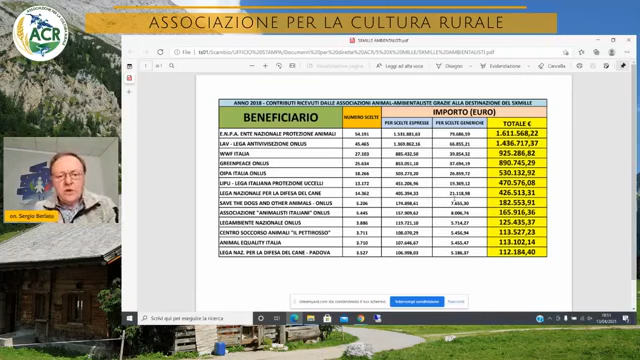 ASSOCIAZIONE PER LA CULTURA RURALE
ACR
5XMILLE AMBIENTALISTI.pdf
Leggi ad alta voce
Disegno
Evidenziazione
Cancella
ANNO 2018 - CONTRIBUTI RICEVUTI DALLE ASSOCIAZIONI ANIMAL-AMBIENTALISTE GRAZIE ALLA DESTINAZIONE DEL 5XMILLE
BENEFICIARIO NUMERO SCELTE IMPORTO (EURO)
PER SCELTE ESPRESSE PER SCELTE GENERICHE TOTALE €
E.N.P.A. ENTE NAZIONALE PROTEZIONE ANIMALI 54.191 1.531.881,63 79.686,59 1.611.568,22
LAV - LEGA ANTIVIVISEZIONE ONLUS 45.465 1.369.862,16 66.855,21 1.436.717,37
WWF ITALIA 27.103 885.432,50 39.854,32 925.286,82
GREENPEACE ONLUS 25.634 853.051,10 37.694,19 890.745,29
OIPA ITALIA ONLUS 18.266 503.273,20 26.859,72 530.132,92
LIPU - LEGA ITALIANA PROTEZIONE UCCELLI 13.172 451.206,96 19.369,12 470.576,08
LEGA NAZIONALE PER LA DIFESA DEL CANE 14.362 405.394,33 21.118,98 426.513,31
SAVE THE DOGS AND OTHER ANIMALS - ONLUS 5.206 174.898,61 7.655,30 182.553,91
ASSOCIAZIONE "ANIMALISTI ITALIANI" ONLUS 5.445 157.909,62 8.006,74 165.916,36
LEGAMBIENTE NAZIONALE ONLUS 3.886 119.721,10 5.714,27 125.435,37
CENTRO SOCCORSO ANIMALI "IL PETTIROSSO" 3.711 108.070,29 5.456,94 113.527,23
ANIMAL EQUALITY ITALIA 3.710 107.646,67 5.455,47 113.102,14
LEGA NAZ. PER LA DIFESA DEL CANE - PADOVA 3.527 106.998,03 5.186,37 112.184,40
on. Sergio Berlato
Interrompi condivisione
Nascondi
Scrivi qui per eseguire la ricerca
18:51
13/04/2021